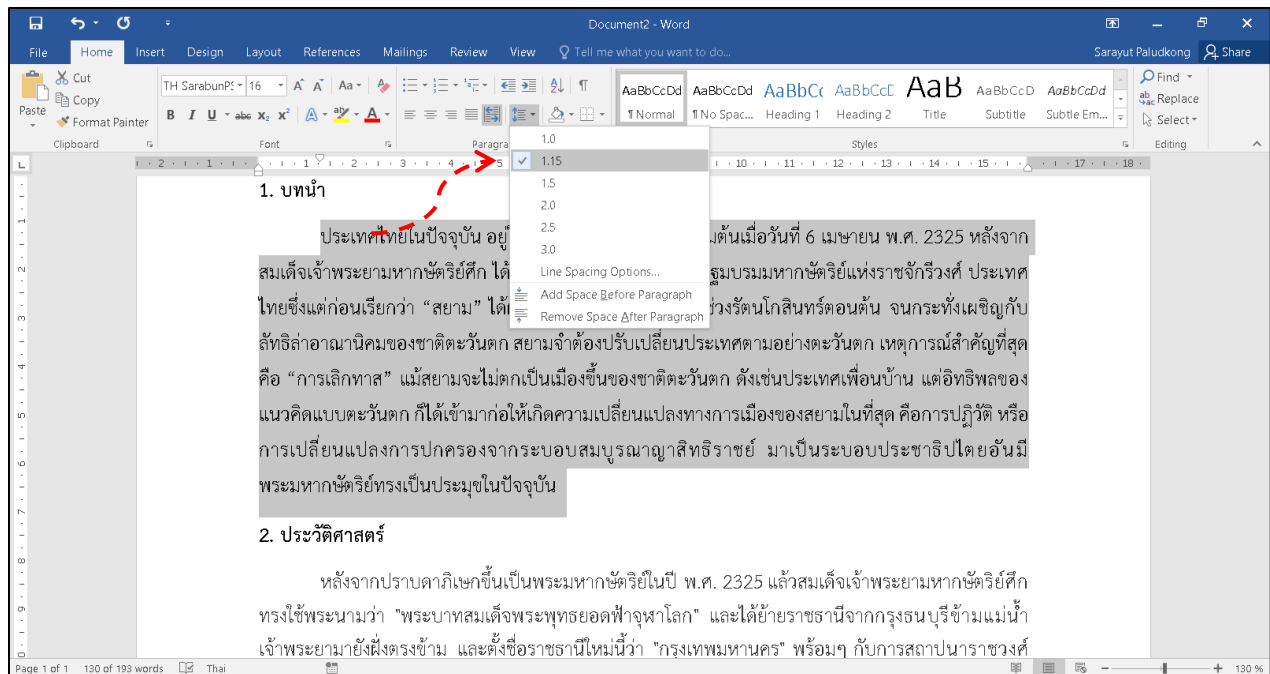 Document2 - Word
File Home Insert Design Layout References Mailings Review View Tell me what you want to do... Sarayut Paludkong Share
Paste
Cut
Copy
Format Painter
Clipboard
TH SarabunPS 16 Aa
B I U abc x₂ x² A aby A
Font
Paragra
AaBbCcDd AaBbCcDd AaBbCc AaBbCcE AaB AaBbCcD AaBbCcDd
¶ Normal ¶ No Spac... Heading 1 Heading 2 Title Subtitle Subtle Em...
Styles
Find
Replace
Select
Editing
1.0
1.15
1.5
2.0
2.5
3.0
Line Spacing Options...
Add Space Before Paragraph
Remove Space After Paragraph
2 1 1 2 3 4 5 10 11 12 13 14 15 17 18
1. บทนำ
ประเทศไทยในปัจจุบัน มต้นเมื่อวันที่ 6 เมษายน พ.ศ. 2325 หลังจาก
สมเด็จเจ้าพระยามหากษัตริย์ศึก ได้ ฐมบรมมหากษัตริย์แห่งราชจักรีวงศ์ ประเทศ
ไทยซึ่งแต่ก่อนเรียกว่า “สยาม” ช่วงรัตนโกสินทร์ตอนต้น จนกระทั่งเผชิญกับ
ลัทธิล่าอาณานิคมของชาติตะวันตก สยามจำต้องปรับเปลี่ยนประเทศตามอย่างตะวันตก เหตุการณ์สำคัญที่สุด
คือ “การเลิกทาส” แม้สยามจะไม่ตกเป็นเมืองขึ้นของชาติตะวันตก ดังเช่นประเทศเพื่อนบ้าน แต่อิทธิพลของ
แนวคิดแบบตะวันตก ก็ได้เข้ามาก่อให้เกิดความเปลี่ยนแปลงทางการเมืองของสยามในที่สุด คือการปฏิวัติ หรือ
การเปลี่ยนแปลงการปกครองจากระบอบสมบูรณาญาสิทธิราชย์ มาเป็นระบอบประชาธิปไตยอันมี
พระมหากษัตริย์ทรงเป็นประมุขในปัจจุบัน
2. ประวัติศาสตร์
หลังจากปราบดาภิเษกขึ้นเป็นพระมหากษัตริย์ในปี พ.ศ. 2325 แล้วสมเด็จเจ้าพระยามหากษัตริย์ศึก
ทรงใช้พระนามว่า "พระบาทสมเด็จพระพุทธยอดฟ้าจุฬาโลก" และได้ย้ายราชธานีจากกรุงธนบุรีข้ามแม่น้ำ
เจ้าพระยามายังฝั่งตรงข้าม และตั้งชื่อราชธานีใหม่นี้ว่า "กรุงเทพมหานคร" พร้อมๆ กับการสถาปนาราชวงศ์
Page 1 of 1 130 of 193 words Thai 130 %